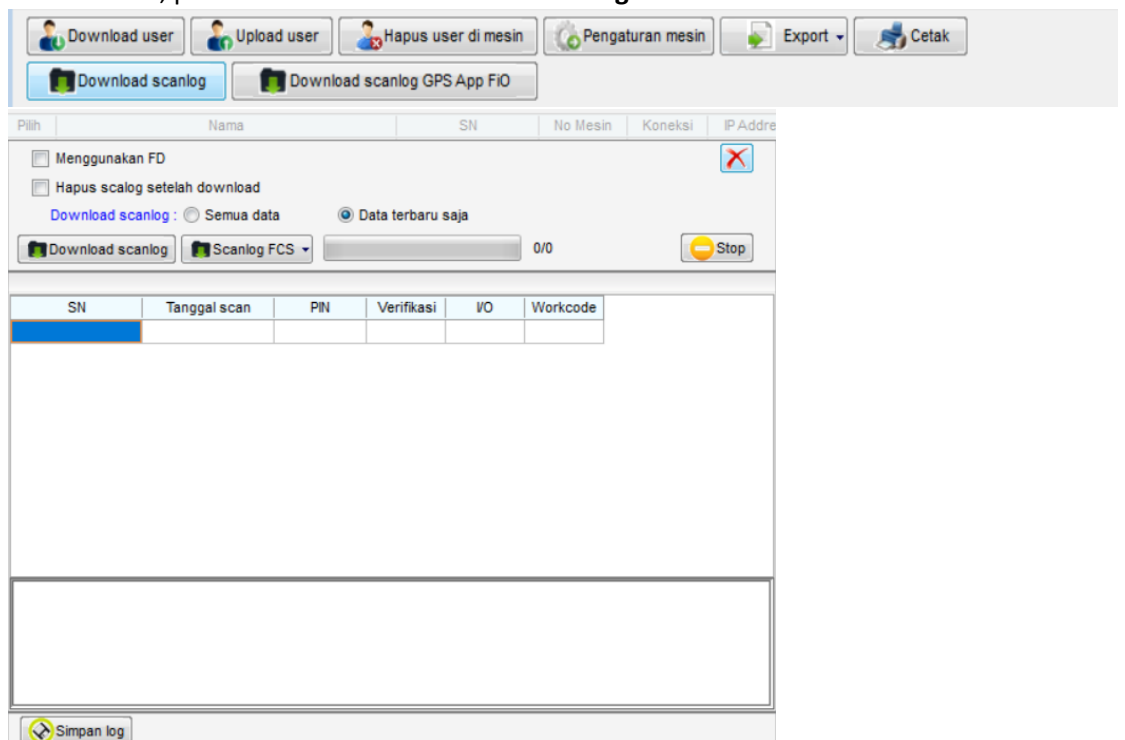 Download user Upload user Hapus user di mesin Pengaturan mesin Export Cetak
Download scanlog Download scanlog GPS App FiO
Pilih Nama SN No Mesin Koneksi IP Addre
Menggunakan FD
Hapus scalog setelah download
Download scanlog : Semua data Data terbaru saja
Download scanlog Scanlog FCS 0/0 Stop
SN Tanggal scan PIN Verifikasi I/O Workcode
Simpan log